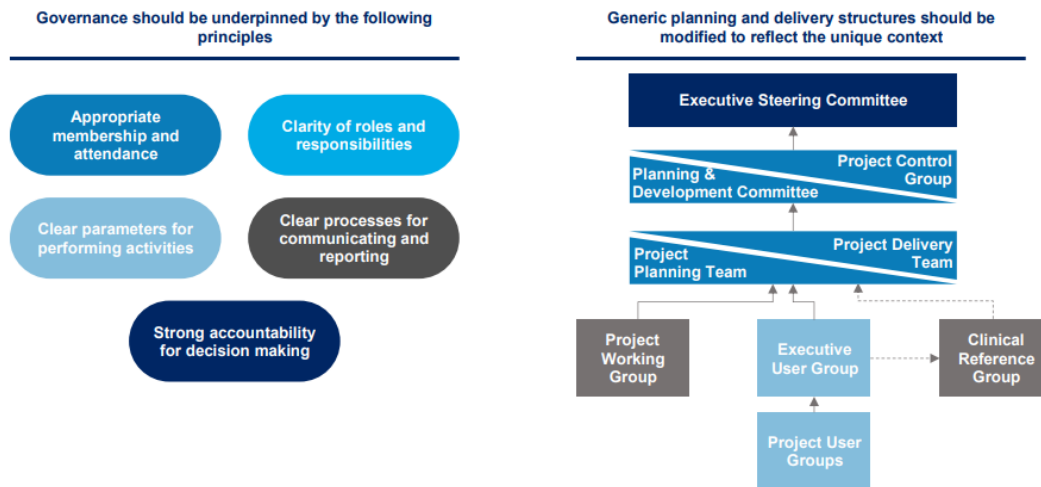 Governance should be underpinned by the following
principles
Appropriate
membership and
attendance
Clarity of roles and
responsibilities
Clear parameters for
performing activities
Clear processes for
communicating and
reporting
Strong accountability
for decision making
Generic planning and delivery structures should be
modified to reflect the unique context
Executive Steering Committee
Planning &
Development Committee
Project Control
Group
Project
Planning Team
Project Delivery
Team
Project
Working
Group
Executive
User Group
Clinical
Reference
Group
Project User
Groups